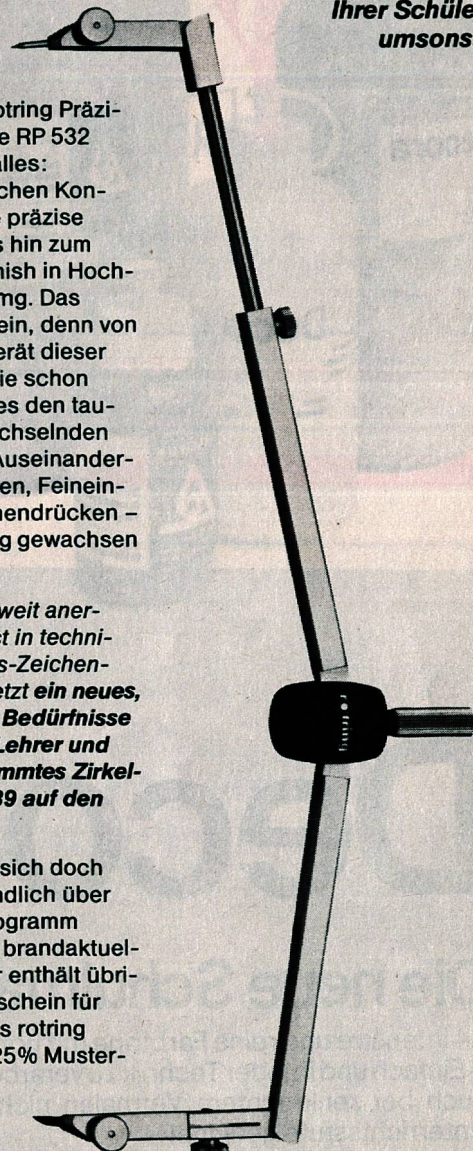 Ihrer Schüle
umsons
otring Präzi-
e RP 532
alles:
chen Kon-
e präzise
s hin zum
nish in Hoch-
mg. Das
ein, denn von
erät dieser
ie schon
es den tau-
chselnden
Auseinander-
en, Feinein-
nendrücken –
g gewachsen
weit aner-
st in techni-
s-Zeichen-
etzt ein neues,
Bedürfnisse
Lehrer und
mmtes Zirkel-
39 auf den
sich doch
ndlich über
ogramm
brandaktuel-
r enthält übri-
schein für
s rotring
25% Muster-
rotring